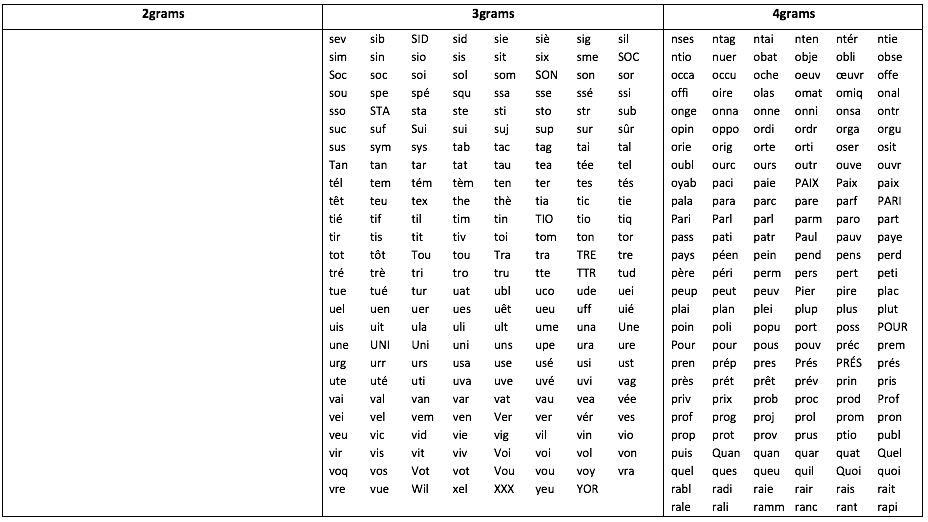 2grams 3grams 4grams
sev sib SID sid sie siè sig sil nses ntag ntai nten ntér ntie
sim sin sio sis sit six sme SOC ntio nuer obat obje obli obse
Soc soc soi sol som SON son sor occa occu oche oeuv œuvr offe
sou spe spé squ ssa sse ssé ssi offi oire olas omat omiq onal
sso STA sta ste sti sto str sub onge onna onne onni onsa ontr
suc suf Sui sui suj sup sur sûr opin oppo ordi ordr orga orgu
sus sym sys tab tac tag tai tal orie orig orte orti oser osit
Tan tan tar tat tau tea tée tel oubl ourc ours outr ouve ouvr
tél tem tém tèm ten ter tes tés oyab paci paie PAIX Paix paix
têt teu tex the thè tia tic tie pala para parc pare parf PARI
tié tif til tim tin TIO tio tiq Pari Parl parl parm paro part
tir tis tit tiv toi tom ton tor pass pati patr Paul pauv paye
tot tôt Tou tou Tra tra TRE tre pays péen pein pend pens perd
tré trè tri tro tru tte TTR tud père péri perm pers pert peti
tue tué tur uat ubl uco ude uei peup peut peuv Pier pire plac
uel uen uer ues uêt ueu uff uié plai plan plei plup plus plut
uis uit ula uli ult ume una Une poin poli popu port poss POUR
une UNI Uni uni uns upe ura ure Pour pour pous pouv préc prem
urg urr urs usa use usé usi ust pren prép pres Prés PRÉS prés
ute uté uti uva uve uvé uvi vag près prét prêt prév prin pris
vai val van var vat vau vea vée priv prix prob proc prod Prof
vei vel vem ven Ver ver vér ves prof prog proj prol prom pron
veu vic vid vie vig vil vin vio prop prot prov prus ptio publ
vir vis vit viv Voi voi vol von puis Quan quan quar quat Quel
voq vos Vot vot Vou vou voy vra quel ques queu quil Quoi quoi
vre vue Wil xel XXX yeu YOR rabl radi raie rair rais rait
rale rali ramm ranc rant rapi